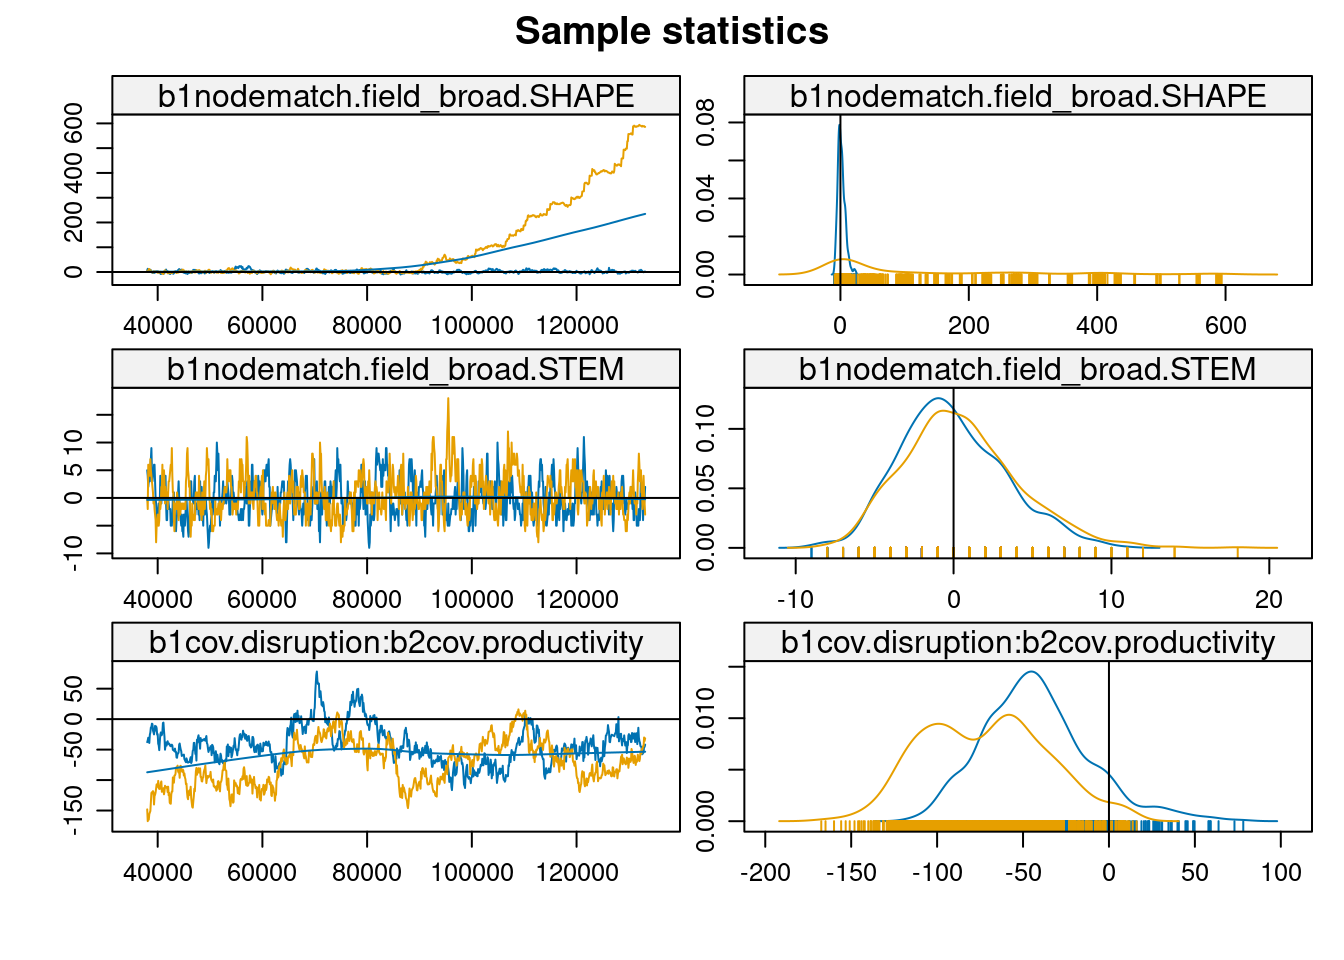 Sample statistics
b1nodematch.field_broad.SHAPE
b1nodematch.field_broad.SHAPE
0 200 400 600
40000 60000 80000 100000 120000
0.00 0.04 0.08
0 200 400 600
b1nodematch.field_broad.STEM
b1nodematch.field_broad.STEM
-10 0 5 10
40000 60000 80000 100000 120000
0.00 0.05 0.10
-10 0 10 20
b1cov.disruption:b2cov.productivity
b1cov.disruption:b2cov.productivity
-150 -50 0 50
40000 60000 80000 100000 120000
0.000 0.010
-200 -150 -100 -50 0 50 100